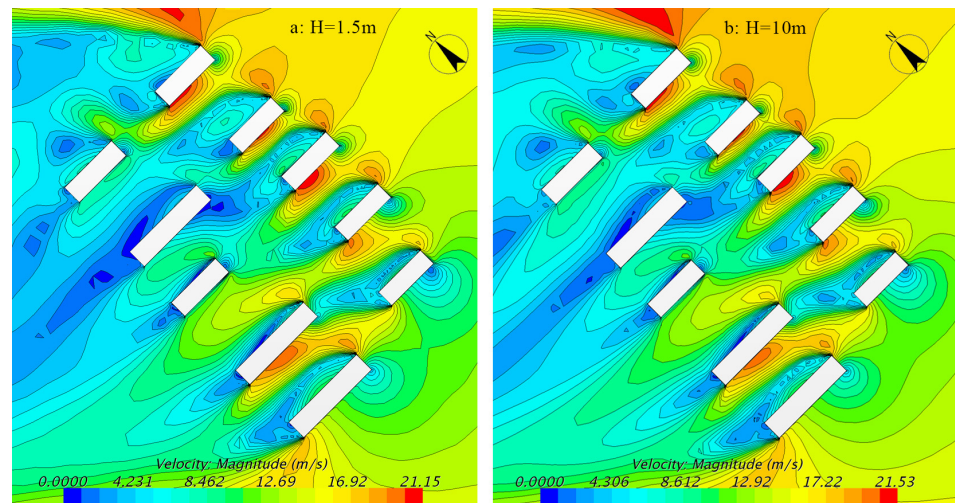 a: H=1.5m
N
Velocity: Magnitude (m/s)
0.0000 4.231 8.462 12.69 16.92 21.15
b: H=10m
N
Velocity: Magnitude (m/s)
0.0000 4.306 8.612 12.92 17.22 21.53